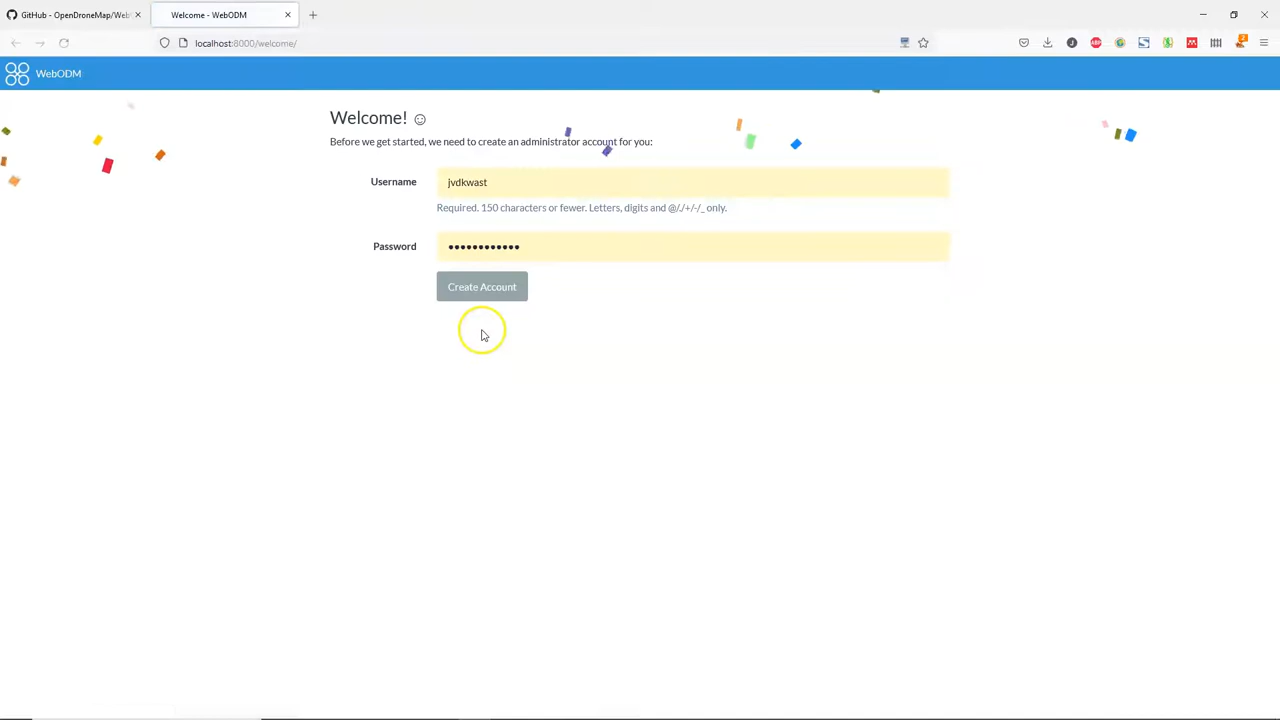 GitHub - OpenDroneMap/Web
Welcome - WebODM
localhost:8000/welcome/
WebODM
Welcome! ☺
Before we get started, we need to create an administrator account for you:
Username
jvdkwast
Required. 150 characters or fewer. Letters, digits and @/./+/-/_ only.
Password
••••••••••••
Create Account